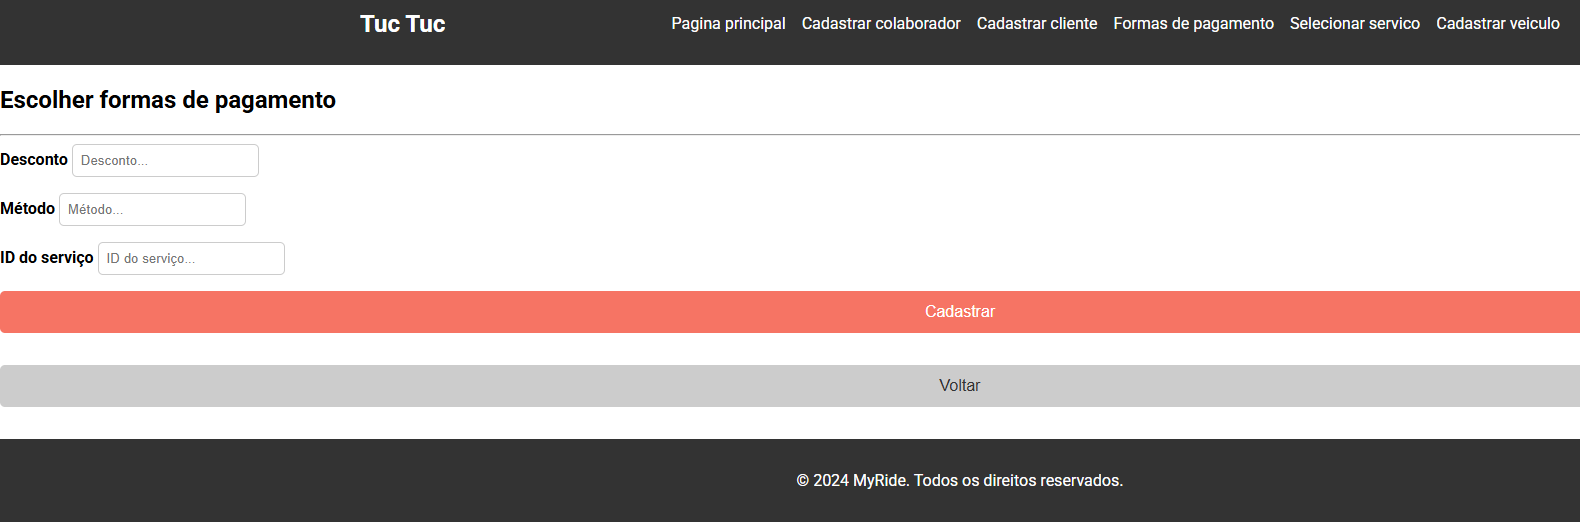 Tuc Tuc Pagina principal Cadastrar colaborador Cadastrar cliente Formas de pagamento Selecionar servico Cadastrar veiculo
Escolher formas de pagamento
Desconto Desconto...
Método Método...
ID do serviço ID do serviço...
Cadastrar
Voltar
© 2024 MyRide. Todos os direitos reservados.